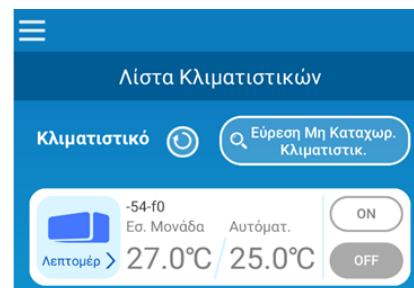 Λίστα Κλιματιστικών
Κλιματιστικό
Εύρεση Μη Καταχωρ.
Κλιματιστικ.
-54-f0
Εσ. Μονάδα Αυτόματ.
ON
Λεπτομέρ 27.0℃ 25.0℃
OFF